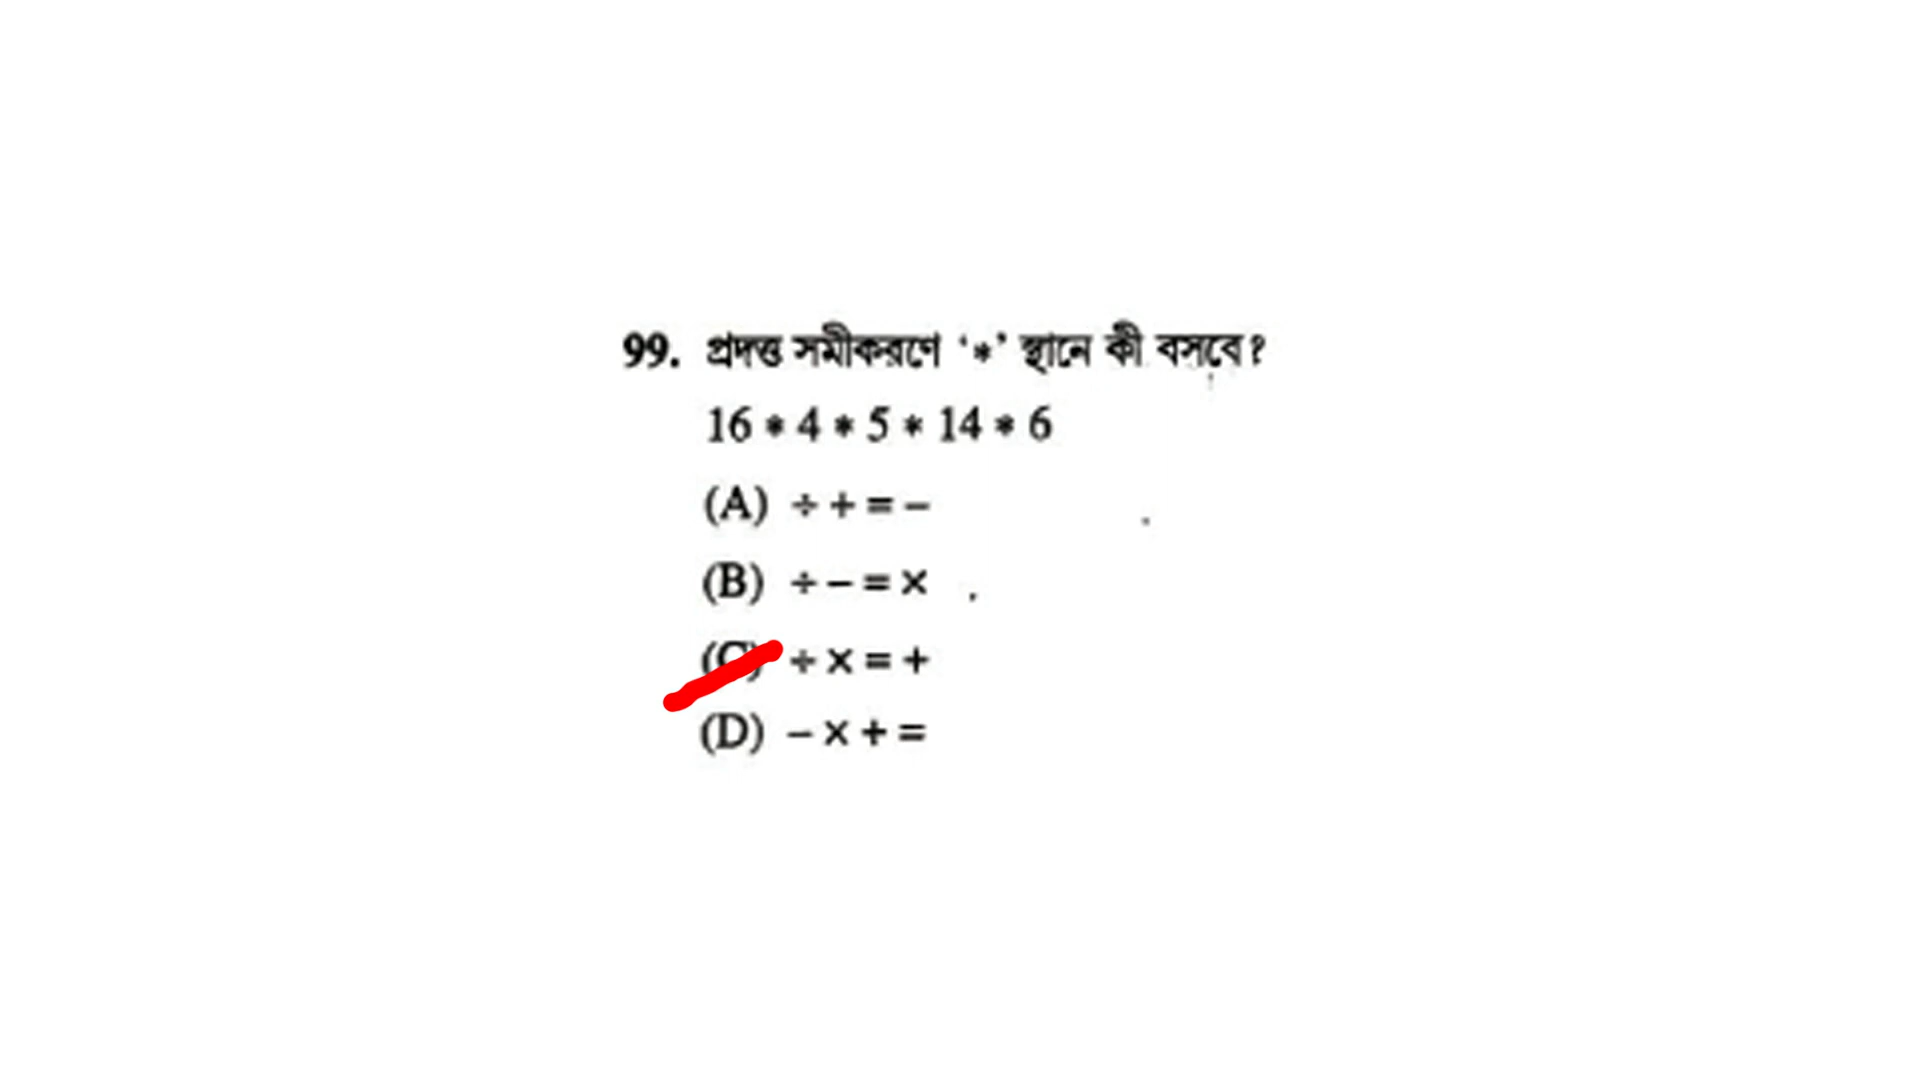 99. প্রদত্ত সমীকরণে ‘*’ স্থানে কী বসবে?
16 * 4 * 5 * 14 * 6
(A) ÷ + = −
(B) ÷ − = ×
(C) ÷ × = +
(D) − × + =